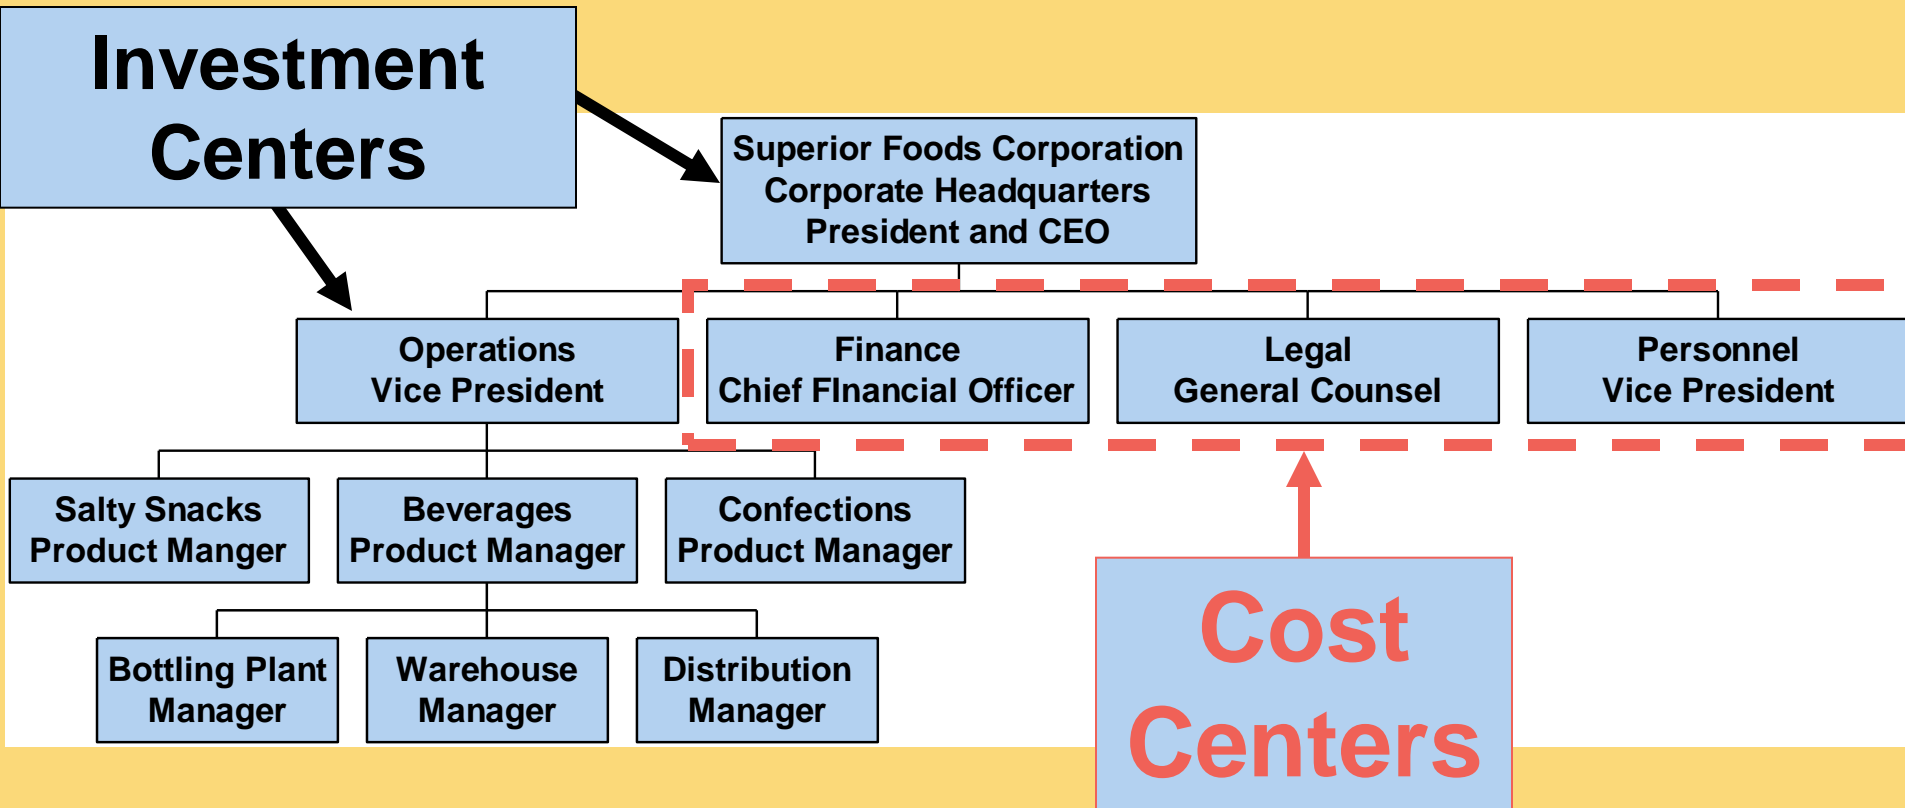 Investment
Centers
Superior Foods Corporation
Corporate Headquarters
President and CEO
Operations
Vice President
Finance
Chief FInancial Officer
Legal
General Counsel
Personnel
Vice President
Salty Snacks
Product Manger
Beverages
Product Manager
Confections
Product Manager
Bottling Plant
Manager
Warehouse
Manager
Distribution
Manager
Cost
Centers